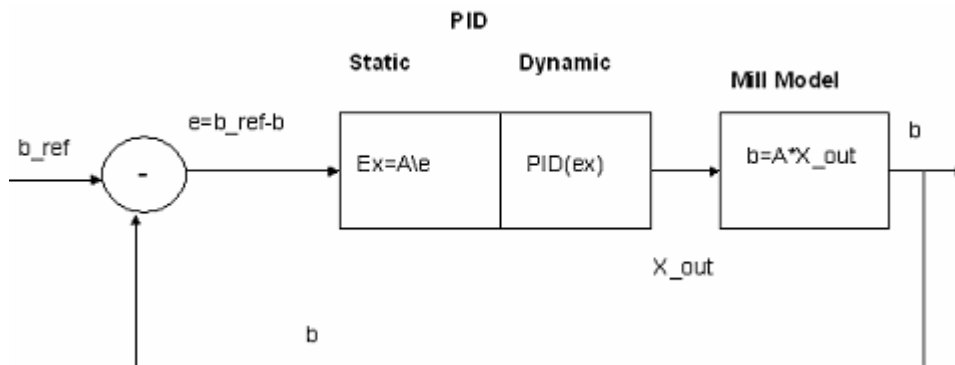 PID
Static
Dynamic
Mill Model
b_ref
e=b_ref-b
-
Ex=A\e
PID(ex)
b=A*X_out
b
X_out
b